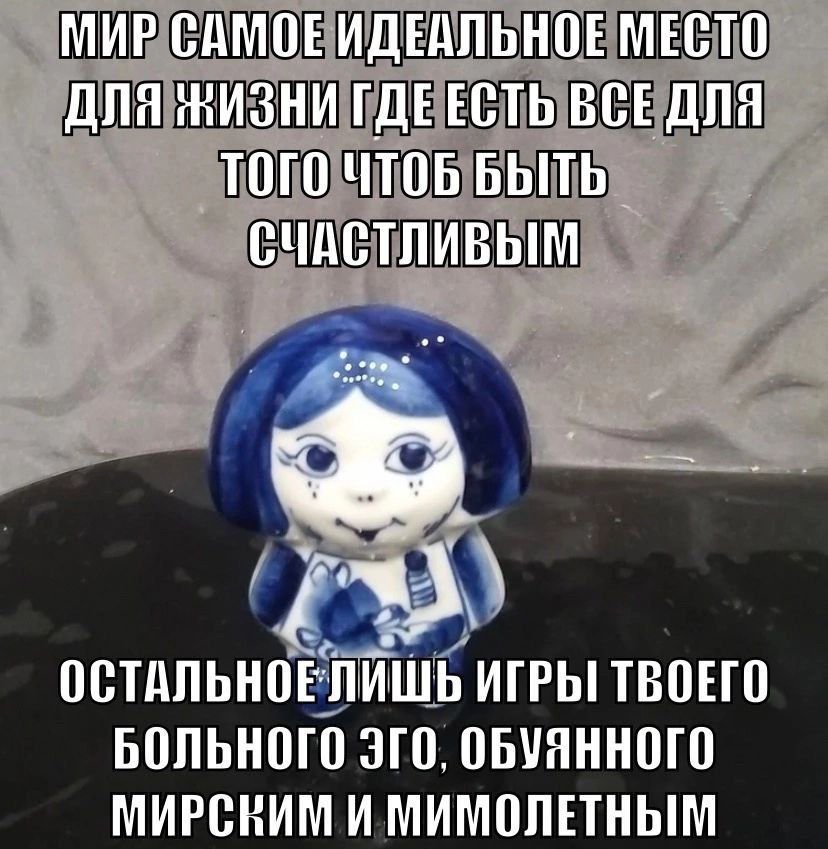 МИР САМОЕ ИДЕАЛЬНОЕ МЕСТО
ДЛЯ ЖИЗНИ ГДЕ ЕСТЬ ВСЕ ДЛЯ
ТОГО ЧТОБ БЫТЬ
СЧАСТЛИВЫМ
ОСТАЛЬНОЕ ЛИШЬ ИГРЫ ТВОЕГО
БОЛЬНОГО ЭГО, ОБУЯННОГО
МИРСКИМ И МИМОЛЕТНЫМ